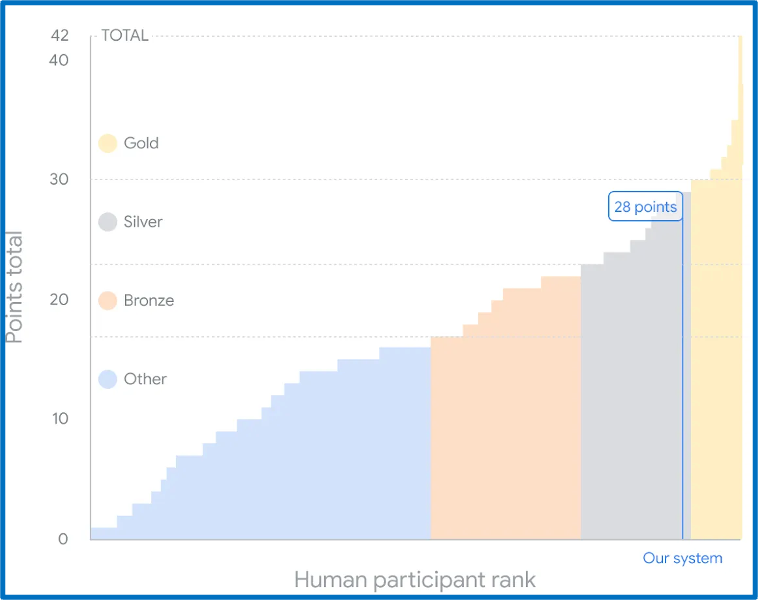 42
TOTAL
40
Gold
30
28 points
Silver
Points total
20
Bronze
Other
10
0
Our system
Human participant rank